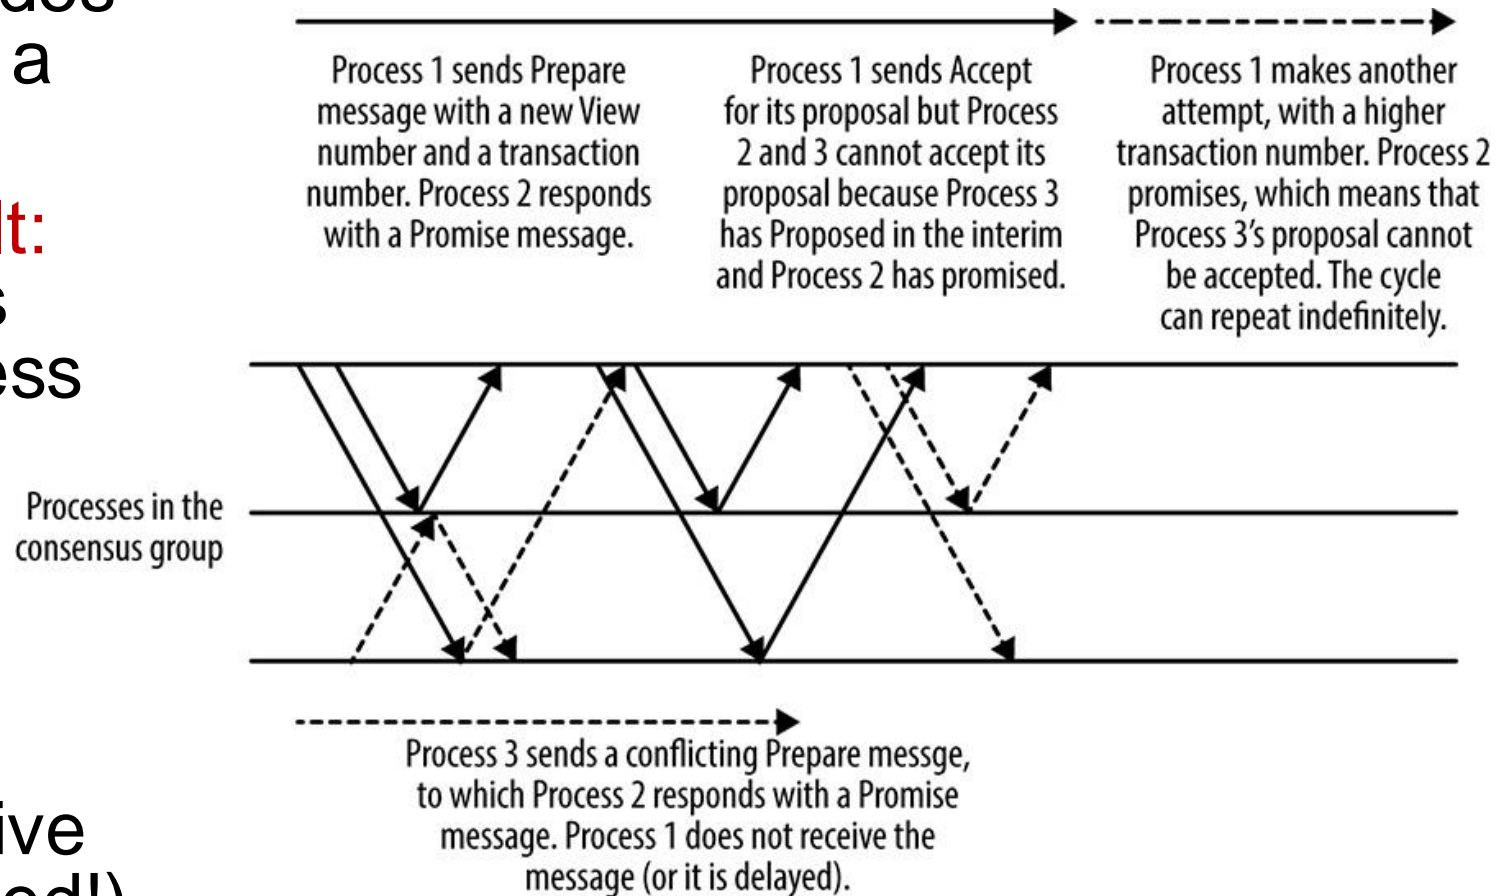 a
Process 1 sends Prepare
message with a new View
number and a transaction
number. Process 2 responds
with a Promise message.
Process 1 sends Accept
for its proposal but Process
2 and 3 cannot accept its
proposal because Process 3
has Proposed in the interim
and Process 2 has promised.
Process 1 makes another
attempt, with a higher
transaction number. Process 2
promises, which means that
Process 3’s proposal cannot
be accepted. The cycle
can repeat indefinitely.
lt:
s
ess
Processes in the
consensus group
Process 3 sends a conflicting Prepare messge,
to which Process 2 responds with a Promise
message. Process 1 does not receive the
message (or it is delayed).
ive